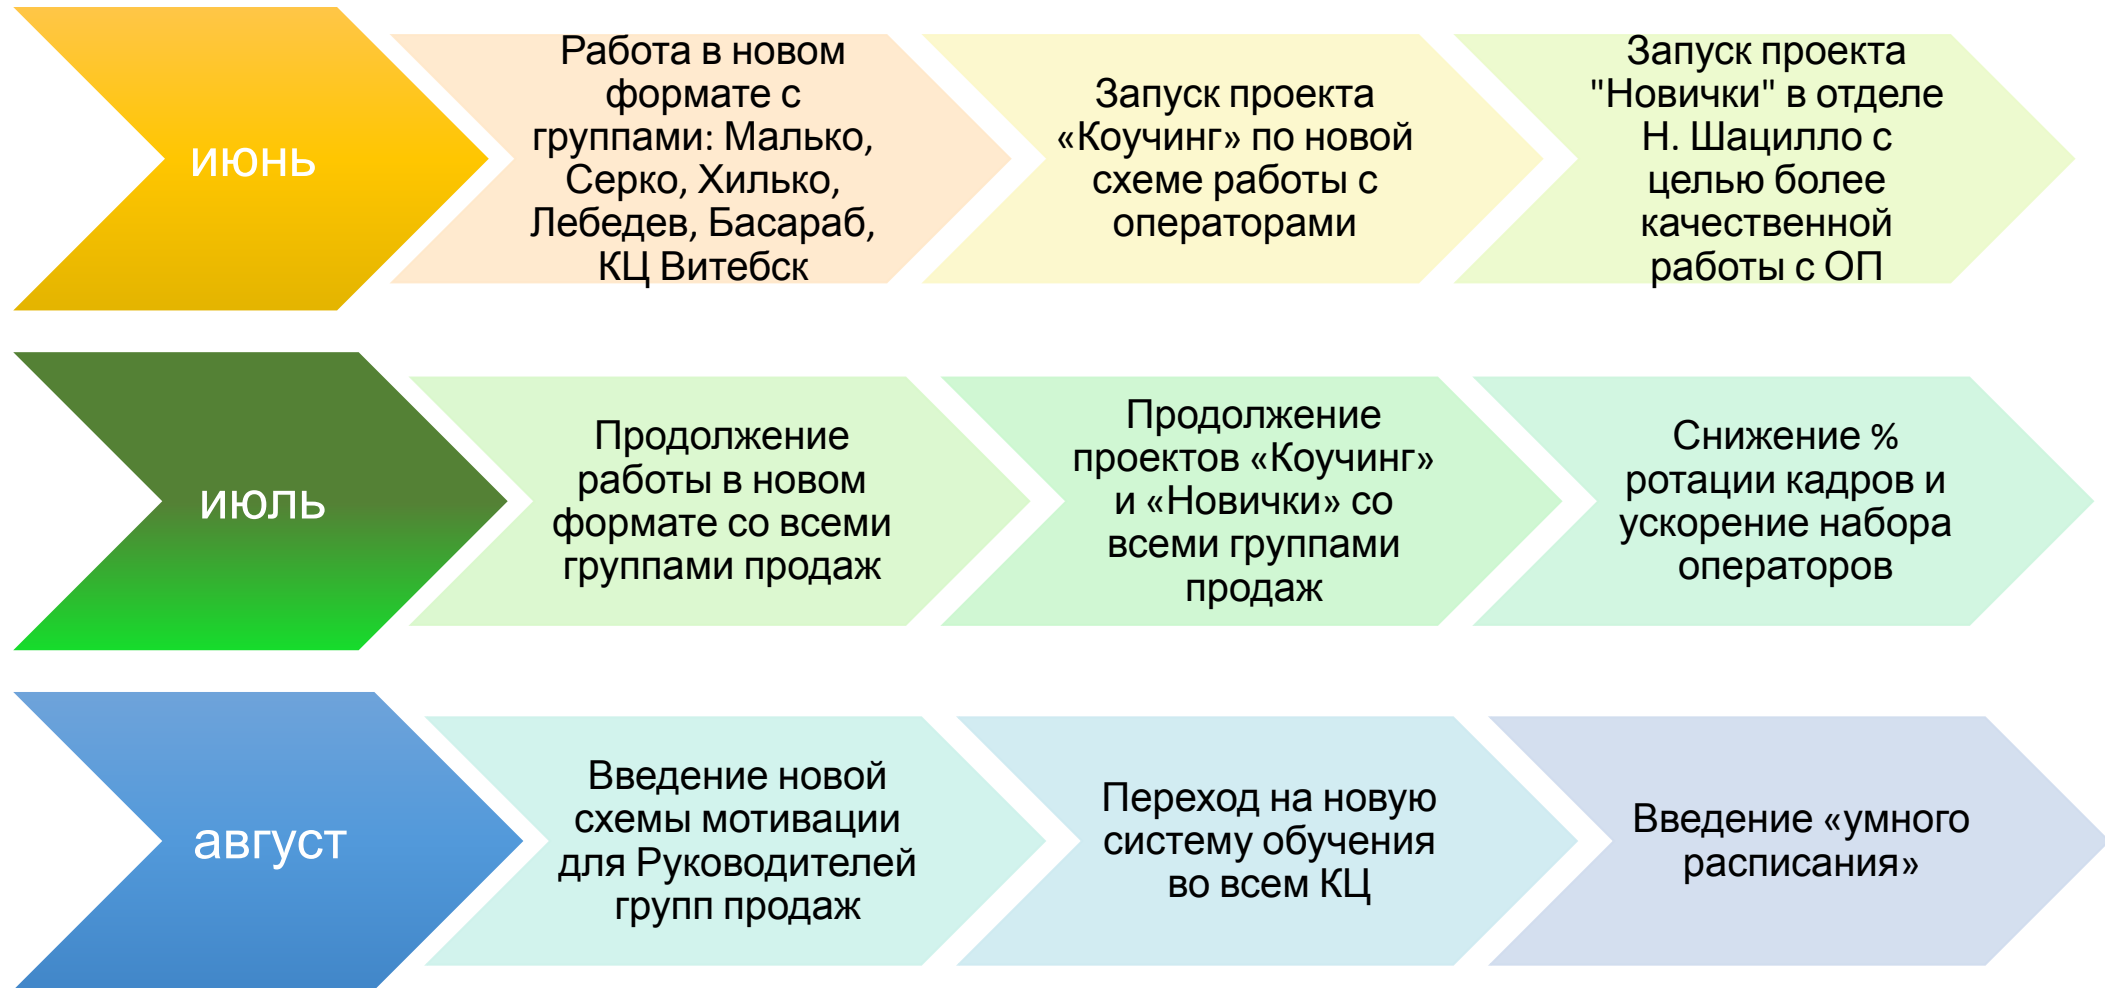 июнь
Работа в новом
формате с
группами: Малько,
Серко, Хилько,
Лебедев, Басараб,
КЦ Витебск
Запуск проекта
«Коучинг» по новой
схеме работы с
операторами
Запуск проекта
"Новички" в отделе
Н. Шацилло с
целью более
качественной
работы с ОП
июль
Продолжение
работы в новом
формате со всеми
группами продаж
Продолжение
проектов «Коучинг»
и «Новички» со
всеми группами
продаж
Снижение %
ротации кадров и
ускорение набора
операторов
август
Введение новой
схемы мотивации
для Руководителей
групп продаж
Переход на новую
систему обучения
во всем КЦ
Введение «умного
расписания»